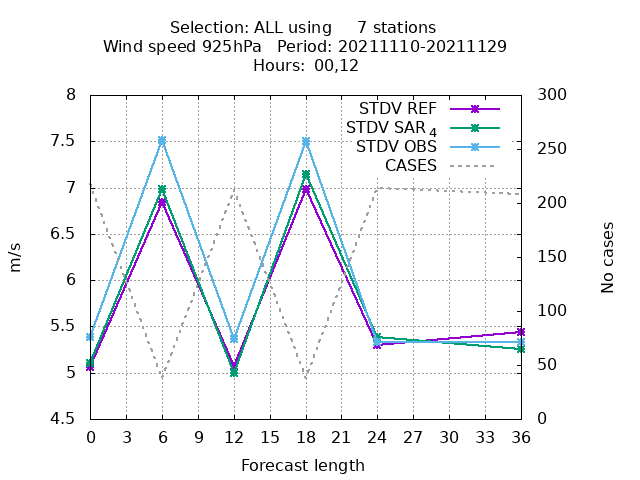 Selection: ALL using     7 stations
Wind speed 925hPa   Period: 20211110-20211129
Hours:  00,12
STDV REF
STDV SAR4
STDV OBS
CASES
8
7.5
7
6.5
6
5.5
5
4.5
m/s
300
250
200
150
100
50
0
No cases
0 3 6 9 12 15 18 21 24 27 30 33 36
Forecast length